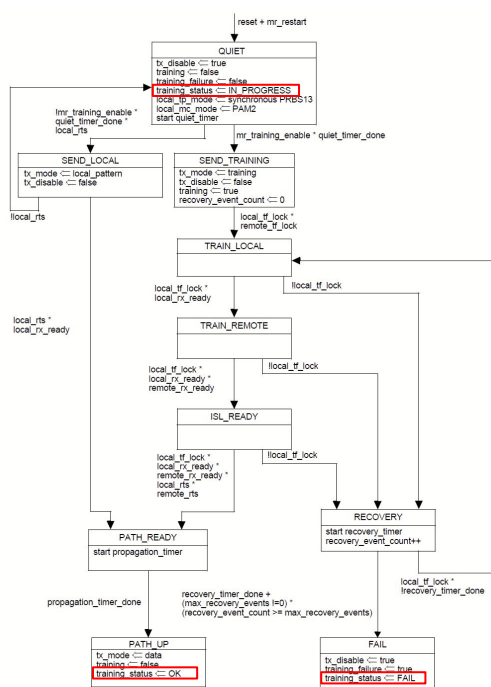 reset + mr_restart
QUIET
tx_disable ⇐ true
training ⇐ false
training_failure ⇐ false
training_status ⇐ IN_PROGRESS
local_tp_mode ⇐ synchronous PRBS13
local_mc_mode ⇐ PAM2
start quiet_timer
!mr_training_enable *
quiet_timer_done *
local_rts
mr_training_enable * quiet_timer_done
SEND_LOCAL
tx_mode ⇐ local_pattern
tx_disable ⇐ false
!local_rts
SEND_TRAINING
tx_mode ⇐ training
tx_disable ⇐ false
training ⇐ true
recovery_event_count ⇐ 0
local_tf_lock *
remote_tf_lock
TRAIN_LOCAL
local_tf_lock *
local_rx_ready
!local_tf_lock
local_rts *
local_rx_ready
TRAIN_REMOTE
local_tf_lock *
local_rx_ready *
remote_rx_ready
!local_tf_lock
ISL_READY
local_tf_lock *
local_rx_ready *
remote_rx_ready *
local_rts *
remote_rts
!local_tf_lock
PATH_READY
start propagation_timer
RECOVERY
start recovery_timer
recovery_event_count++
local_tf_lock *
!recovery_timer_done
propagation_timer_done
recovery_timer_done +
(max_recovery_events !=0) *
(recovery_event_count >= max_recovery_events)
PATH_UP
tx_mode ⇐ data
training ⇐ false
training_status ⇐ OK
FAIL
tx_disable ⇐ true
training_failure ⇐ true
training_status ⇐ FAIL